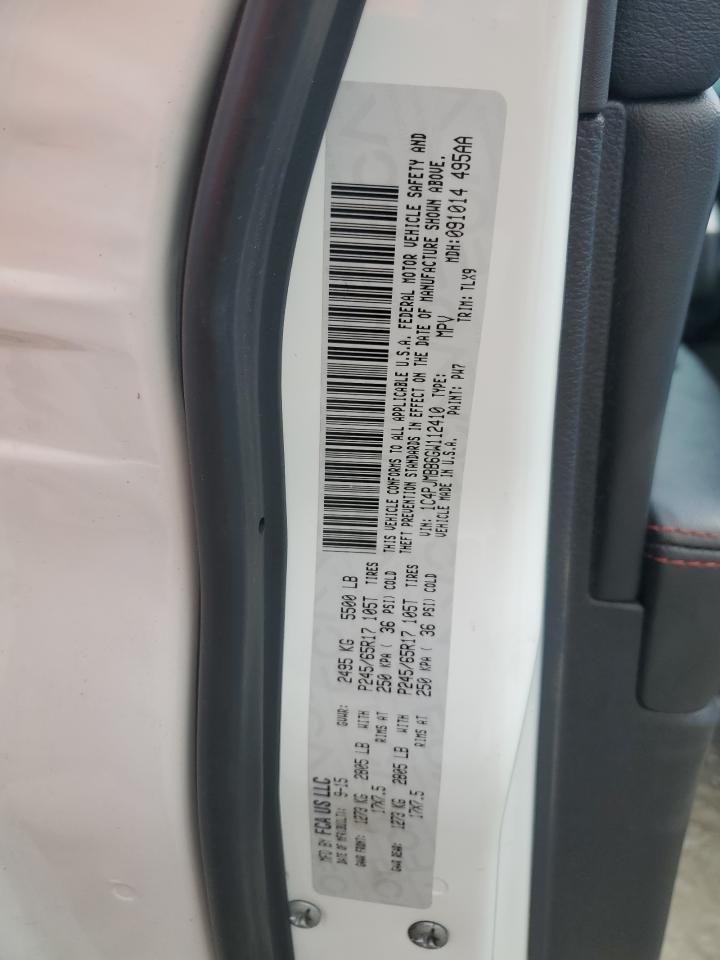 MFD BY FCA US LLC
DATE OF MFR(BUILT): 9-15 GVWR: 2495 KG 5500 LB
GAWR FRONT: 1273 KG 2805 LB WITH P245/65R17 105T TIRES
17X7.5 RIMS AT 250 KPA ( 36 PSI) COLD
GAWR REAR: 1273 KG 2805 LB WITH P245/65R17 105T TIRES
17X7.5 RIMS AT 250 KPA ( 36 PSI) COLD
THIS VEHICLE CONFORMS TO ALL APPLICABLE U.S.A. FEDERAL MOTOR VEHICLE SAFETY AND
THEFT PREVENTION STANDARDS IN EFFECT ON THE DATE OF MANUFACTURE SHOWN ABOVE.
VIN: 1C4PJMBB6GW112410 TYPE: MPV MDH:091014 495AA
VEHICLE MADE IN U.S.A. PAINT: PW7 TRIM: TLX9